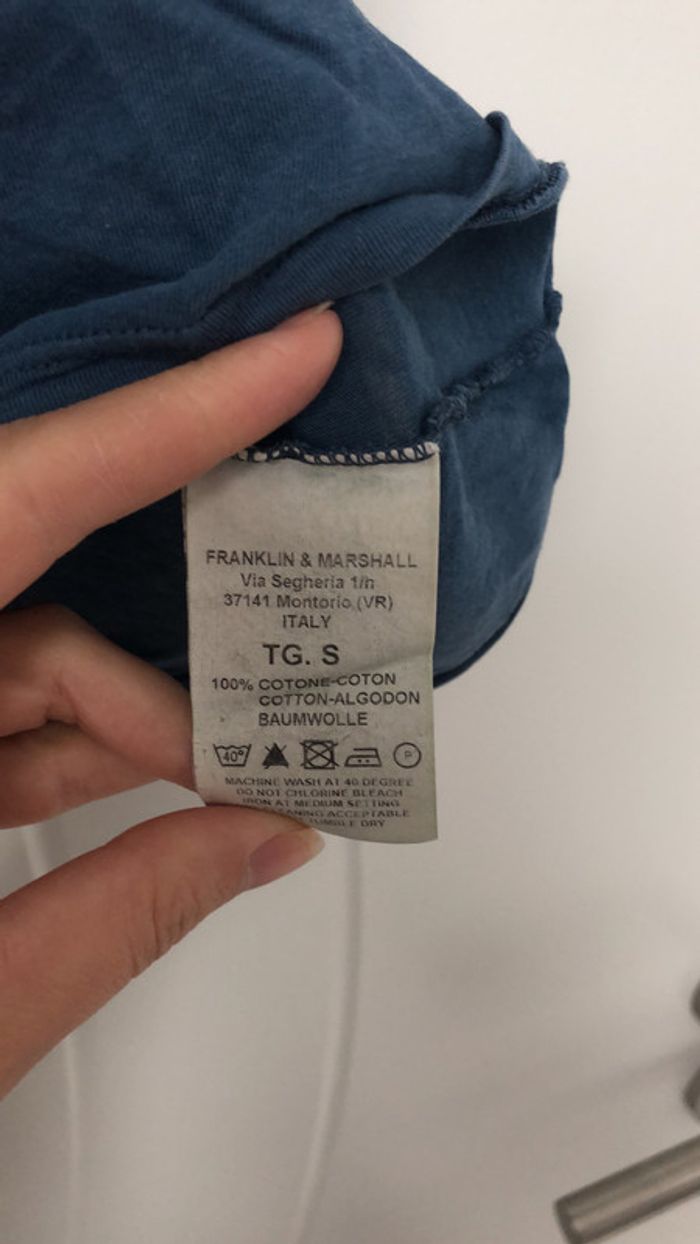 FRANKLIN & MARSHALL
Via Segheria 1/h
37141 Montorio (VR)
ITALY
TG. S
100% COTONE-COTON
COTTON-ALGODON
BAUMWOLLE
40° P
MACHINE WASH AT 40 DEGREE
DO NOT CHLORINE BLEACH
IRON AT MEDIUM SETTING
ACCEPTABLE
TUMBLE DRY